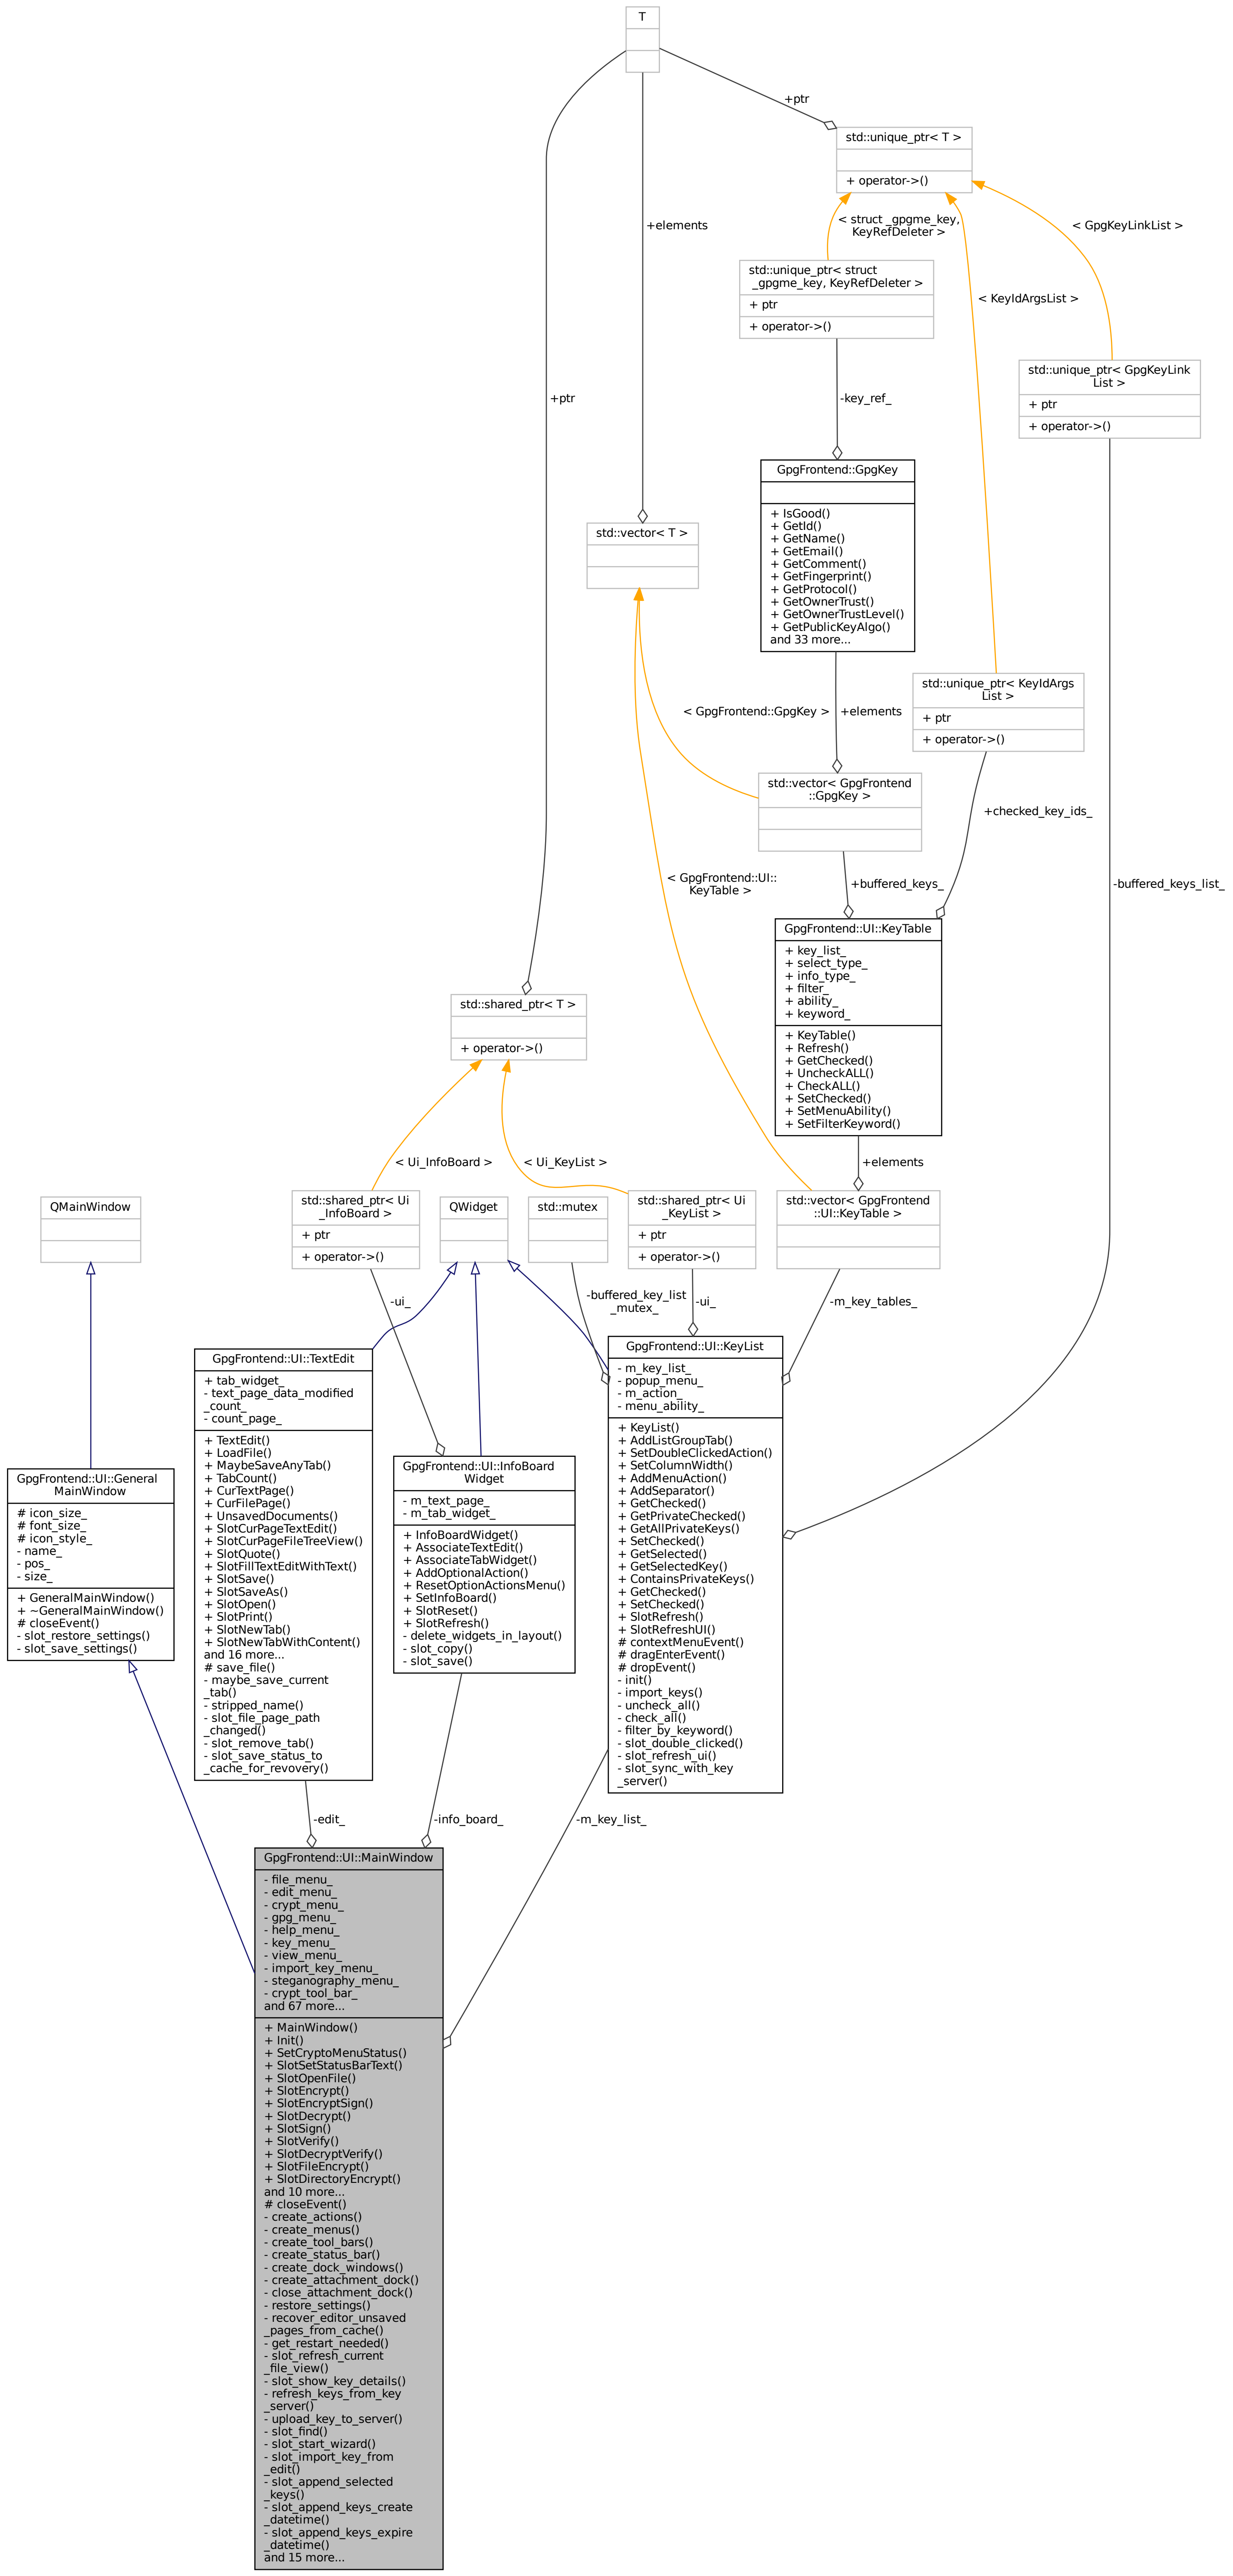 T
+ptr
std::unique_ptr< T >
+ operator->()
+elements
< struct _gpgme_key,
KeyRefDeleter >
< GpgKeyLinkList >
std::unique_ptr< struct
_gpgme_key, KeyRefDeleter >
+ ptr
+ operator->()
< KeyIdArgsList >
std::unique_ptr< GpgKeyLink
List >
+ ptr
+ operator->()
+ptr
-key_ref_
GpgFrontend::GpgKey
+ IsGood()
+ GetId()
+ GetName()
+ GetEmail()
+ GetComment()
+ GetFingerprint()
+ GetProtocol()
+ GetOwnerTrust()
+ GetOwnerTrustLevel()
+ GetPublicKeyAlgo()
and 33 more...
std::vector< T >
std::unique_ptr< KeyIdArgs
List >
+ ptr
+ operator->()
< GpgFrontend::GpgKey >
+elements
std::vector< GpgFrontend
::GpgKey >
+checked_key_ids_
< GpgFrontend::UI::
KeyTable >
+buffered_keys_
-buffered_keys_list_
GpgFrontend::UI::KeyTable
+ key_list_
+ select_type_
+ info_type_
+ filter_
+ ability_
+ keyword_
+ KeyTable()
+ Refresh()
+ GetChecked()
+ UncheckALL()
+ CheckALL()
+ SetChecked()
+ SetMenuAbility()
+ SetFilterKeyword()
std::shared_ptr< T >
+ operator->()
< Ui_InfoBoard >
< Ui_KeyList >
+elements
QMainWindow
std::shared_ptr< Ui
_InfoBoard >
+ ptr
+ operator->()
QWidget
std::mutex
std::shared_ptr< Ui
_KeyList >
+ ptr
+ operator->()
std::vector< GpgFrontend
::UI::KeyTable >
-ui_
-buffered_key_list
_mutex_
-ui_
-m_key_tables_
GpgFrontend::UI::TextEdit
+ tab_widget_
- text_page_data_modified
_count_
- count_page_
+ TextEdit()
+ LoadFile()
+ MaybeSaveAnyTab()
+ TabCount()
+ CurTextPage()
+ CurFilePage()
+ UnsavedDocuments()
+ SlotCurPageTextEdit()
+ SlotCurPageFileTreeView()
+ SlotQuote()
+ SlotFillTextEditWithText()
+ SlotSave()
+ SlotSaveAs()
+ SlotOpen()
+ SlotPrint()
+ SlotNewTab()
+ SlotNewTabWithContent()
and 16 more...
# save_file()
- maybe_save_current
_tab()
- stripped_name()
- slot_file_page_path
_changed()
- slot_remove_tab()
- slot_save_status_to
_cache_for_revovery()
GpgFrontend::UI::KeyList
- m_key_list_
- popup_menu_
- m_action_
- menu_ability_
+ KeyList()
+ AddListGroupTab()
+ SetDoubleClickedAction()
+ SetColumnWidth()
+ AddMenuAction()
+ AddSeparator()
+ GetChecked()
+ GetPrivateChecked()
+ GetAllPrivateKeys()
+ SetChecked()
+ GetSelected()
+ GetSelectedKey()
+ ContainsPrivateKeys()
+ GetChecked()
+ SetChecked()
+ SlotRefresh()
+ SlotRefreshUI()
# contextMenuEvent()
# dragEnterEvent()
# dropEvent()
- init()
- import_keys()
- uncheck_all()
- check_all()
- filter_by_keyword()
- slot_double_clicked()
- slot_refresh_ui()
- slot_sync_with_key
_server()
GpgFrontend::UI::General
MainWindow
# icon_size_
# font_size_
# icon_style_
- name_
- pos_
- size_
+ GeneralMainWindow()
+ ~GeneralMainWindow()
# closeEvent()
- slot_restore_settings()
- slot_save_settings()
GpgFrontend::UI::InfoBoard
Widget
- m_text_page_
- m_tab_widget_
+ InfoBoardWidget()
+ AssociateTextEdit()
+ AssociateTabWidget()
+ AddOptionalAction()
+ ResetOptionActionsMenu()
+ SetInfoBoard()
+ SlotReset()
+ SlotRefresh()
- delete_widgets_in_layout()
- slot_copy()
- slot_save()
-edit_
-info_board_
-m_key_list_
GpgFrontend::UI::MainWindow
- file_menu_
- edit_menu_
- crypt_menu_
- gpg_menu_
- help_menu_
- key_menu_
- view_menu_
- import_key_menu_
- steganography_menu_
- crypt_tool_bar_
and 67 more...
+ MainWindow()
+ Init()
+ SetCryptoMenuStatus()
+ SlotSetStatusBarText()
+ SlotOpenFile()
+ SlotEncrypt()
+ SlotEncryptSign()
+ SlotDecrypt()
+ SlotSign()
+ SlotVerify()
+ SlotDecryptVerify()
+ SlotFileEncrypt()
+ SlotDirectoryEncrypt()
and 10 more...
# closeEvent()
- create_actions()
- create_menus()
- create_tool_bars()
- create_status_bar()
- create_dock_windows()
- create_attachment_dock()
- close_attachment_dock()
- restore_settings()
- recover_editor_unsaved
_pages_from_cache()
- get_restart_needed()
- slot_refresh_current
_file_view()
- slot_show_key_details()
- refresh_keys_from_key
_server()
- upload_key_to_server()
- slot_find()
- slot_start_wizard()
- slot_import_key_from
_edit()
- slot_append_selected
_keys()
- slot_append_keys_create
_datetime()
- slot_append_keys_expire
_datetime()
and 15 more...